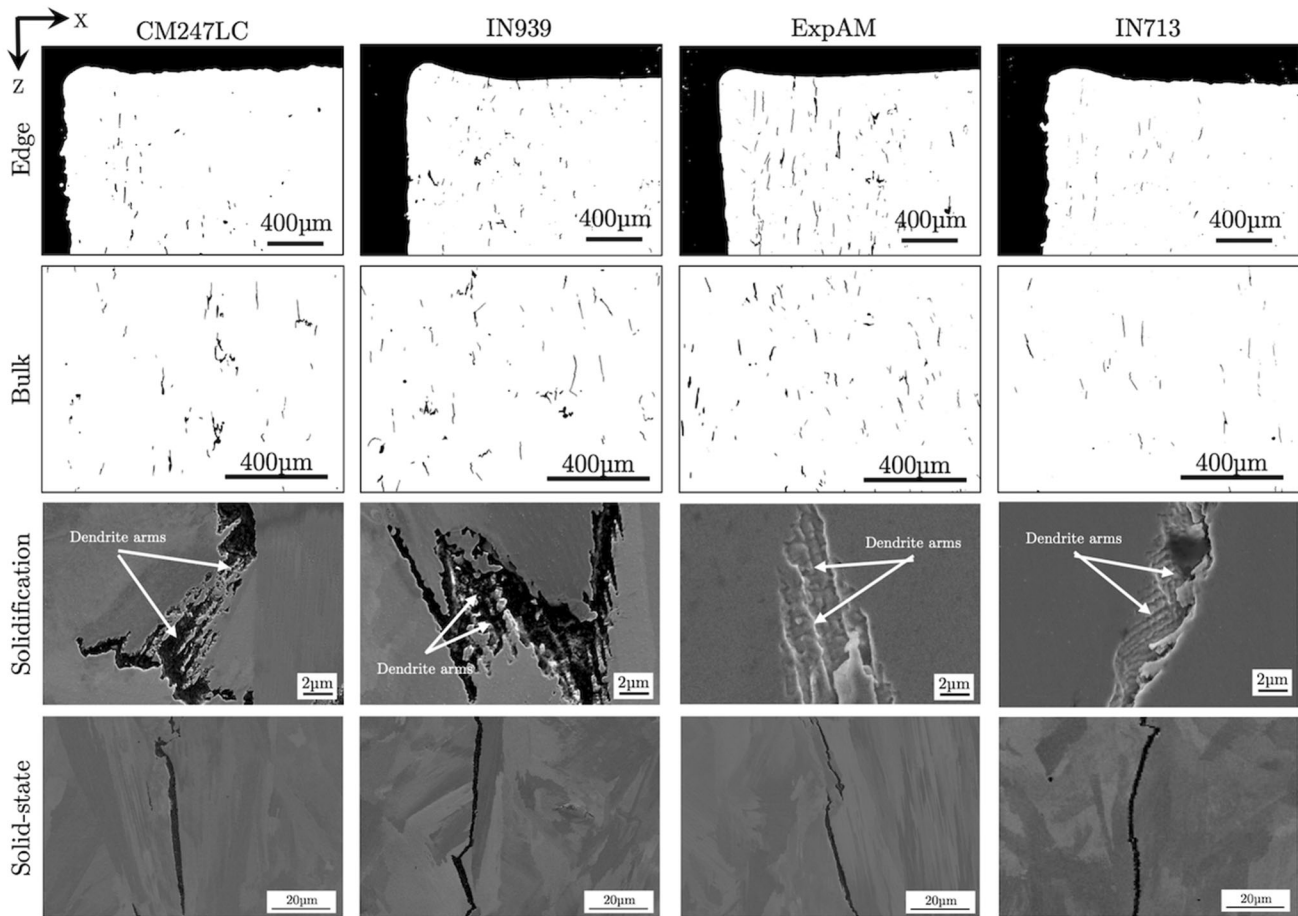 X
Z
CM247LC
IN939
ExpAM
IN713
Edge
400µm
400µm
400µm
400µm
Bulk
400µm
400µm
400µm
400µm
Solidification
Dendrite arms
2µm
Dendrite arms
2µm
Dendrite arms
2µm
Dendrite arms
2µm
Solid-state
20µm
20µm
20µm
20µm